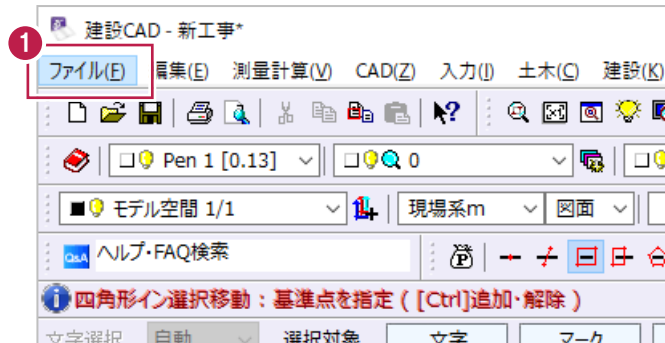 建設CAD - 新工事*
1
ファイル(F) 編集(E) 測量計算(V) CAD(Z) 入力(I) 土木(C) 建設(K)
Pen 1 [0.13] 0
モデル空間 1/1 現場系m 図面
Q&A ヘルプ・FAQ検索
四角形イン選択移動：基準点を指定 ( [Ctrl]追加・解除 )
文字選択 自動 選択対象 文字 マーク